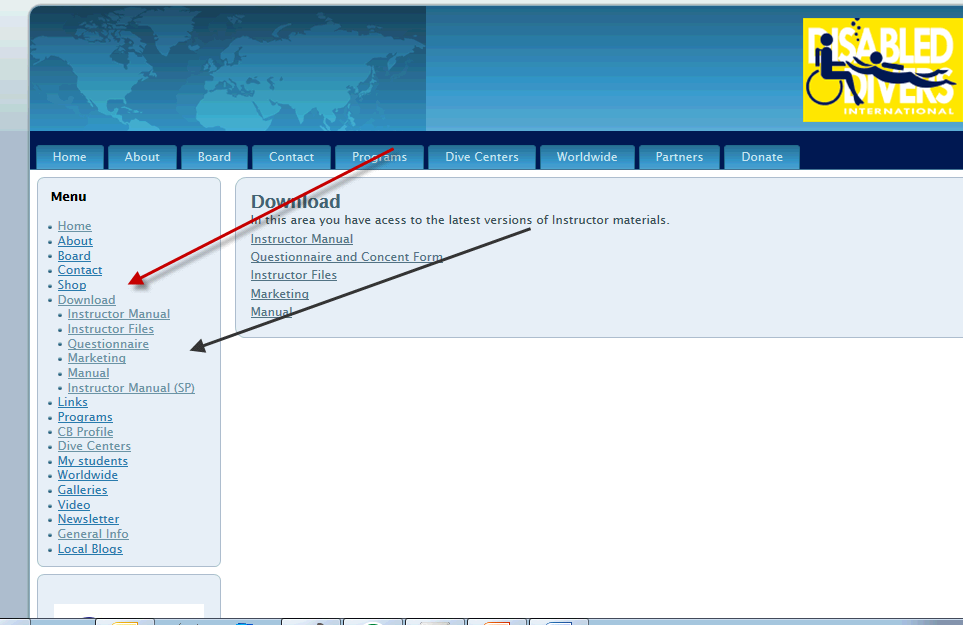 DISABLED
DIVERS
INTERNATIONAL
Home About Board Contact Programs Dive Centers Worldwide Partners Donate
Menu
Home
About
Board
Contact
Shop
Download
Instructor Manual
Instructor Files
Questionnaire
Marketing
Manual
Instructor Manual (SP)
Links
Programs
CB Profile
Dive Centers
My students
Worldwide
Galleries
Video
Newsletter
General Info
Local Blogs
Download
In this area you have acess to the latest versions of Instructor materials.
Instructor Manual
Questionnaire and Concent Form
Instructor Files
Marketing
Manual